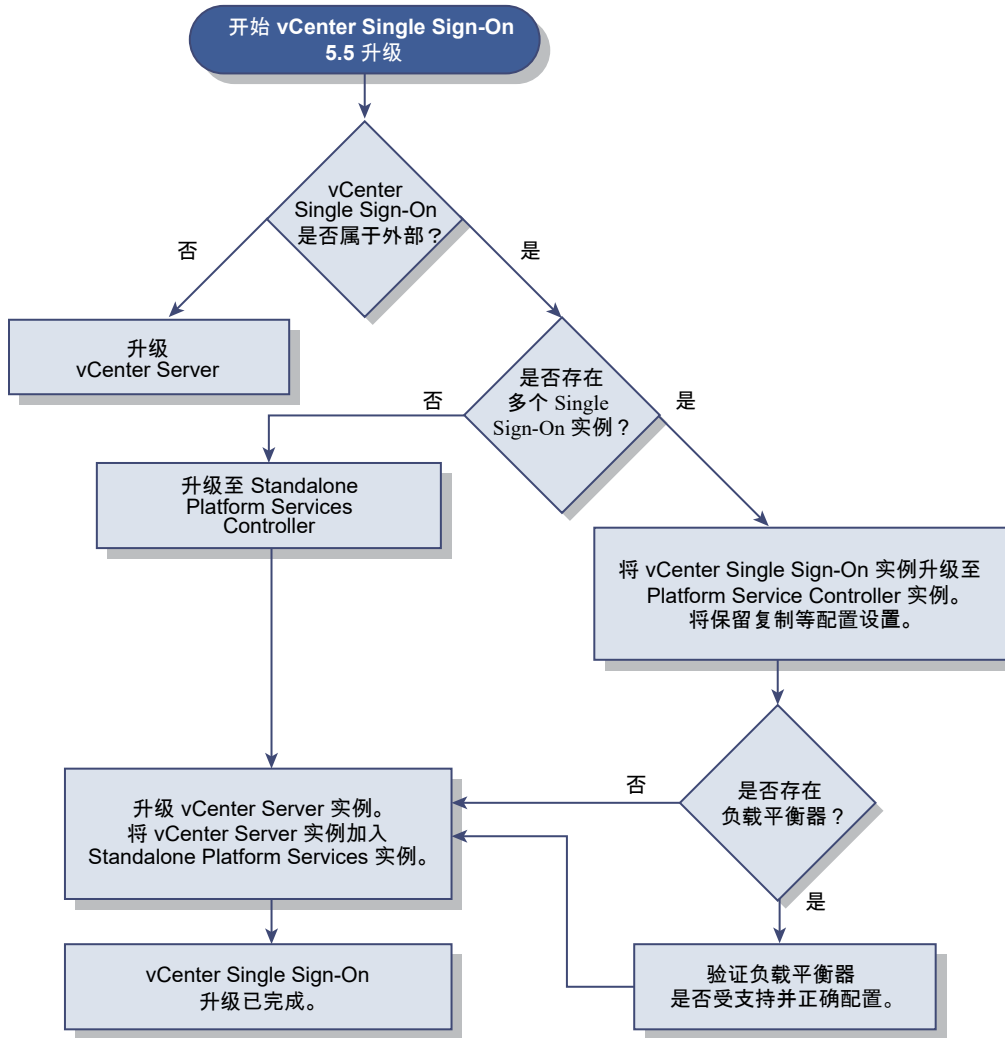 开始 vCenter Single Sign-On
5.5 升级
vCenter
Single Sign-On
是否属于外部？
否
是
升级
vCenter Server
是否存在
多个 Single
Sign-On 实例？
否
是
升级至 Standalone
Platform Services
Controller
将 vCenter Single Sign-On 实例升级至
Platform Service Controller 实例。
将保留复制等配置设置。
是否存在
负载平衡器？
否
是
升级 vCenter Server 实例。
将 vCenter Server 实例加入
Standalone Platform Services 实例。
验证负载平衡器
是否受支持并正确配置。
vCenter Single Sign-On
升级已完成。